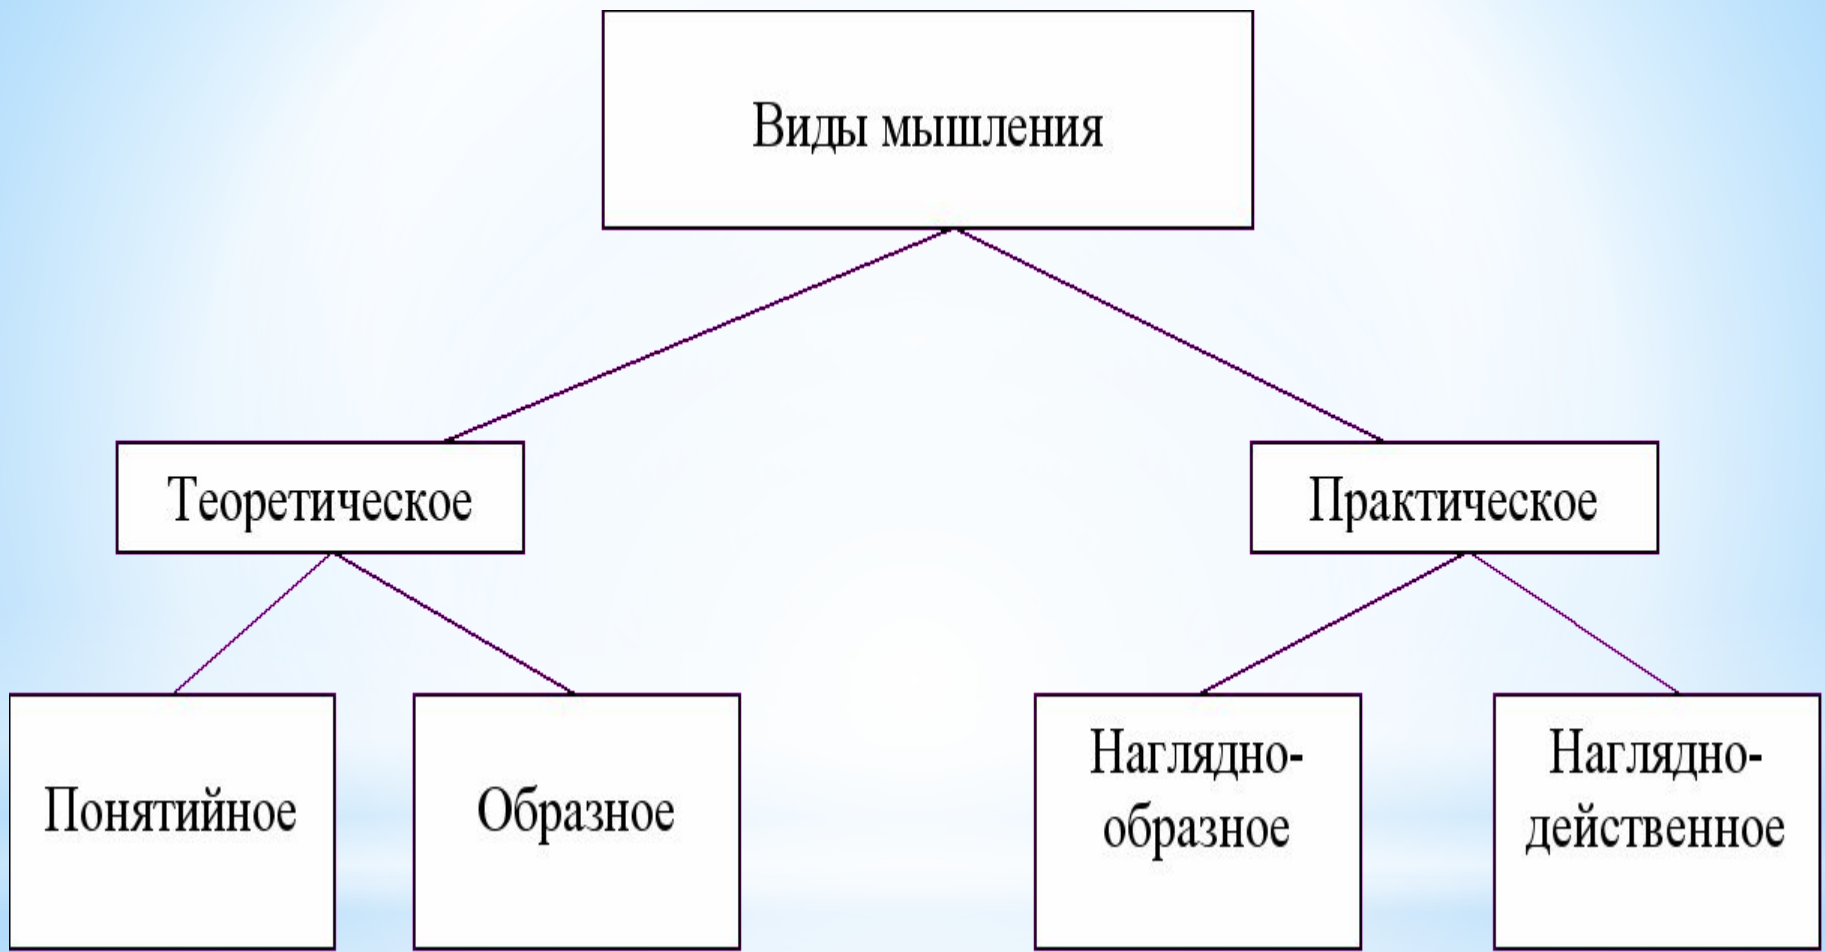 Виды мышления
Теоретическое
Практическое
Понятийное
Образное
Наглядно-
образное
Наглядно-
действенное